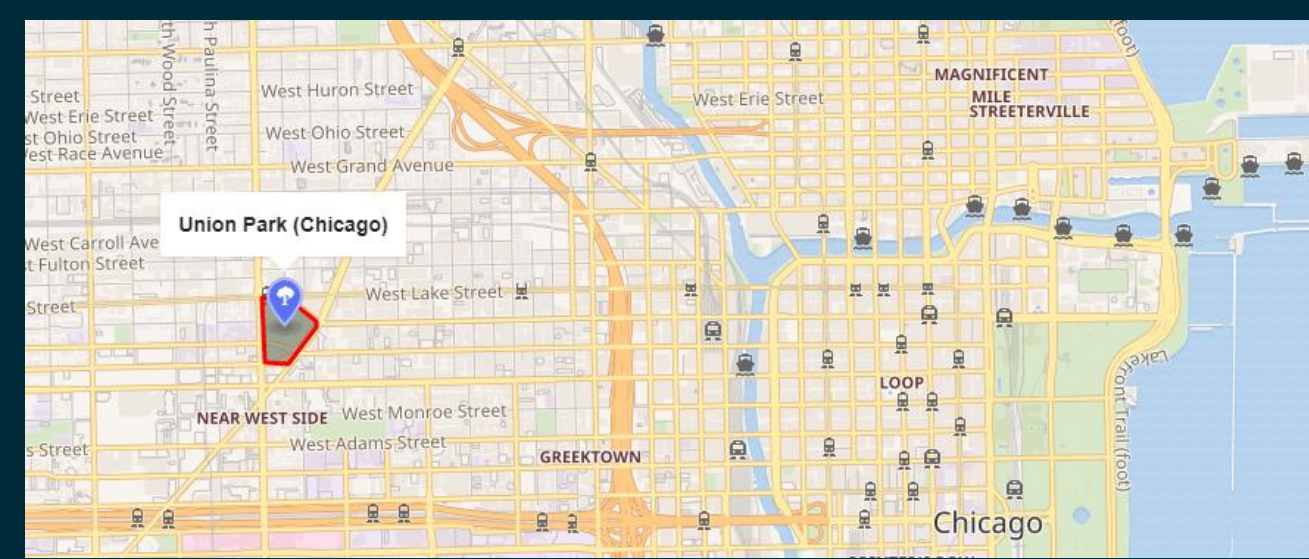 th Wood Street
h Paulina Street
(foot)
MAGNIFICENT
MILE
STREETERVILLE
West Huron Street
West Erie Street
Street
West Erie Street
st Ohio Street
West Ohio Street
est Race Avenue
West Grand Avenue
Union Park (Chicago)
West Carroll Ave
t Fulton Street
West Lake Street
Street
Lakefront Trail (foot)
LOOP
NEAR WEST SIDE
West Monroe Street
West Adams Street
s Street
GREEKTOWN
Chicago